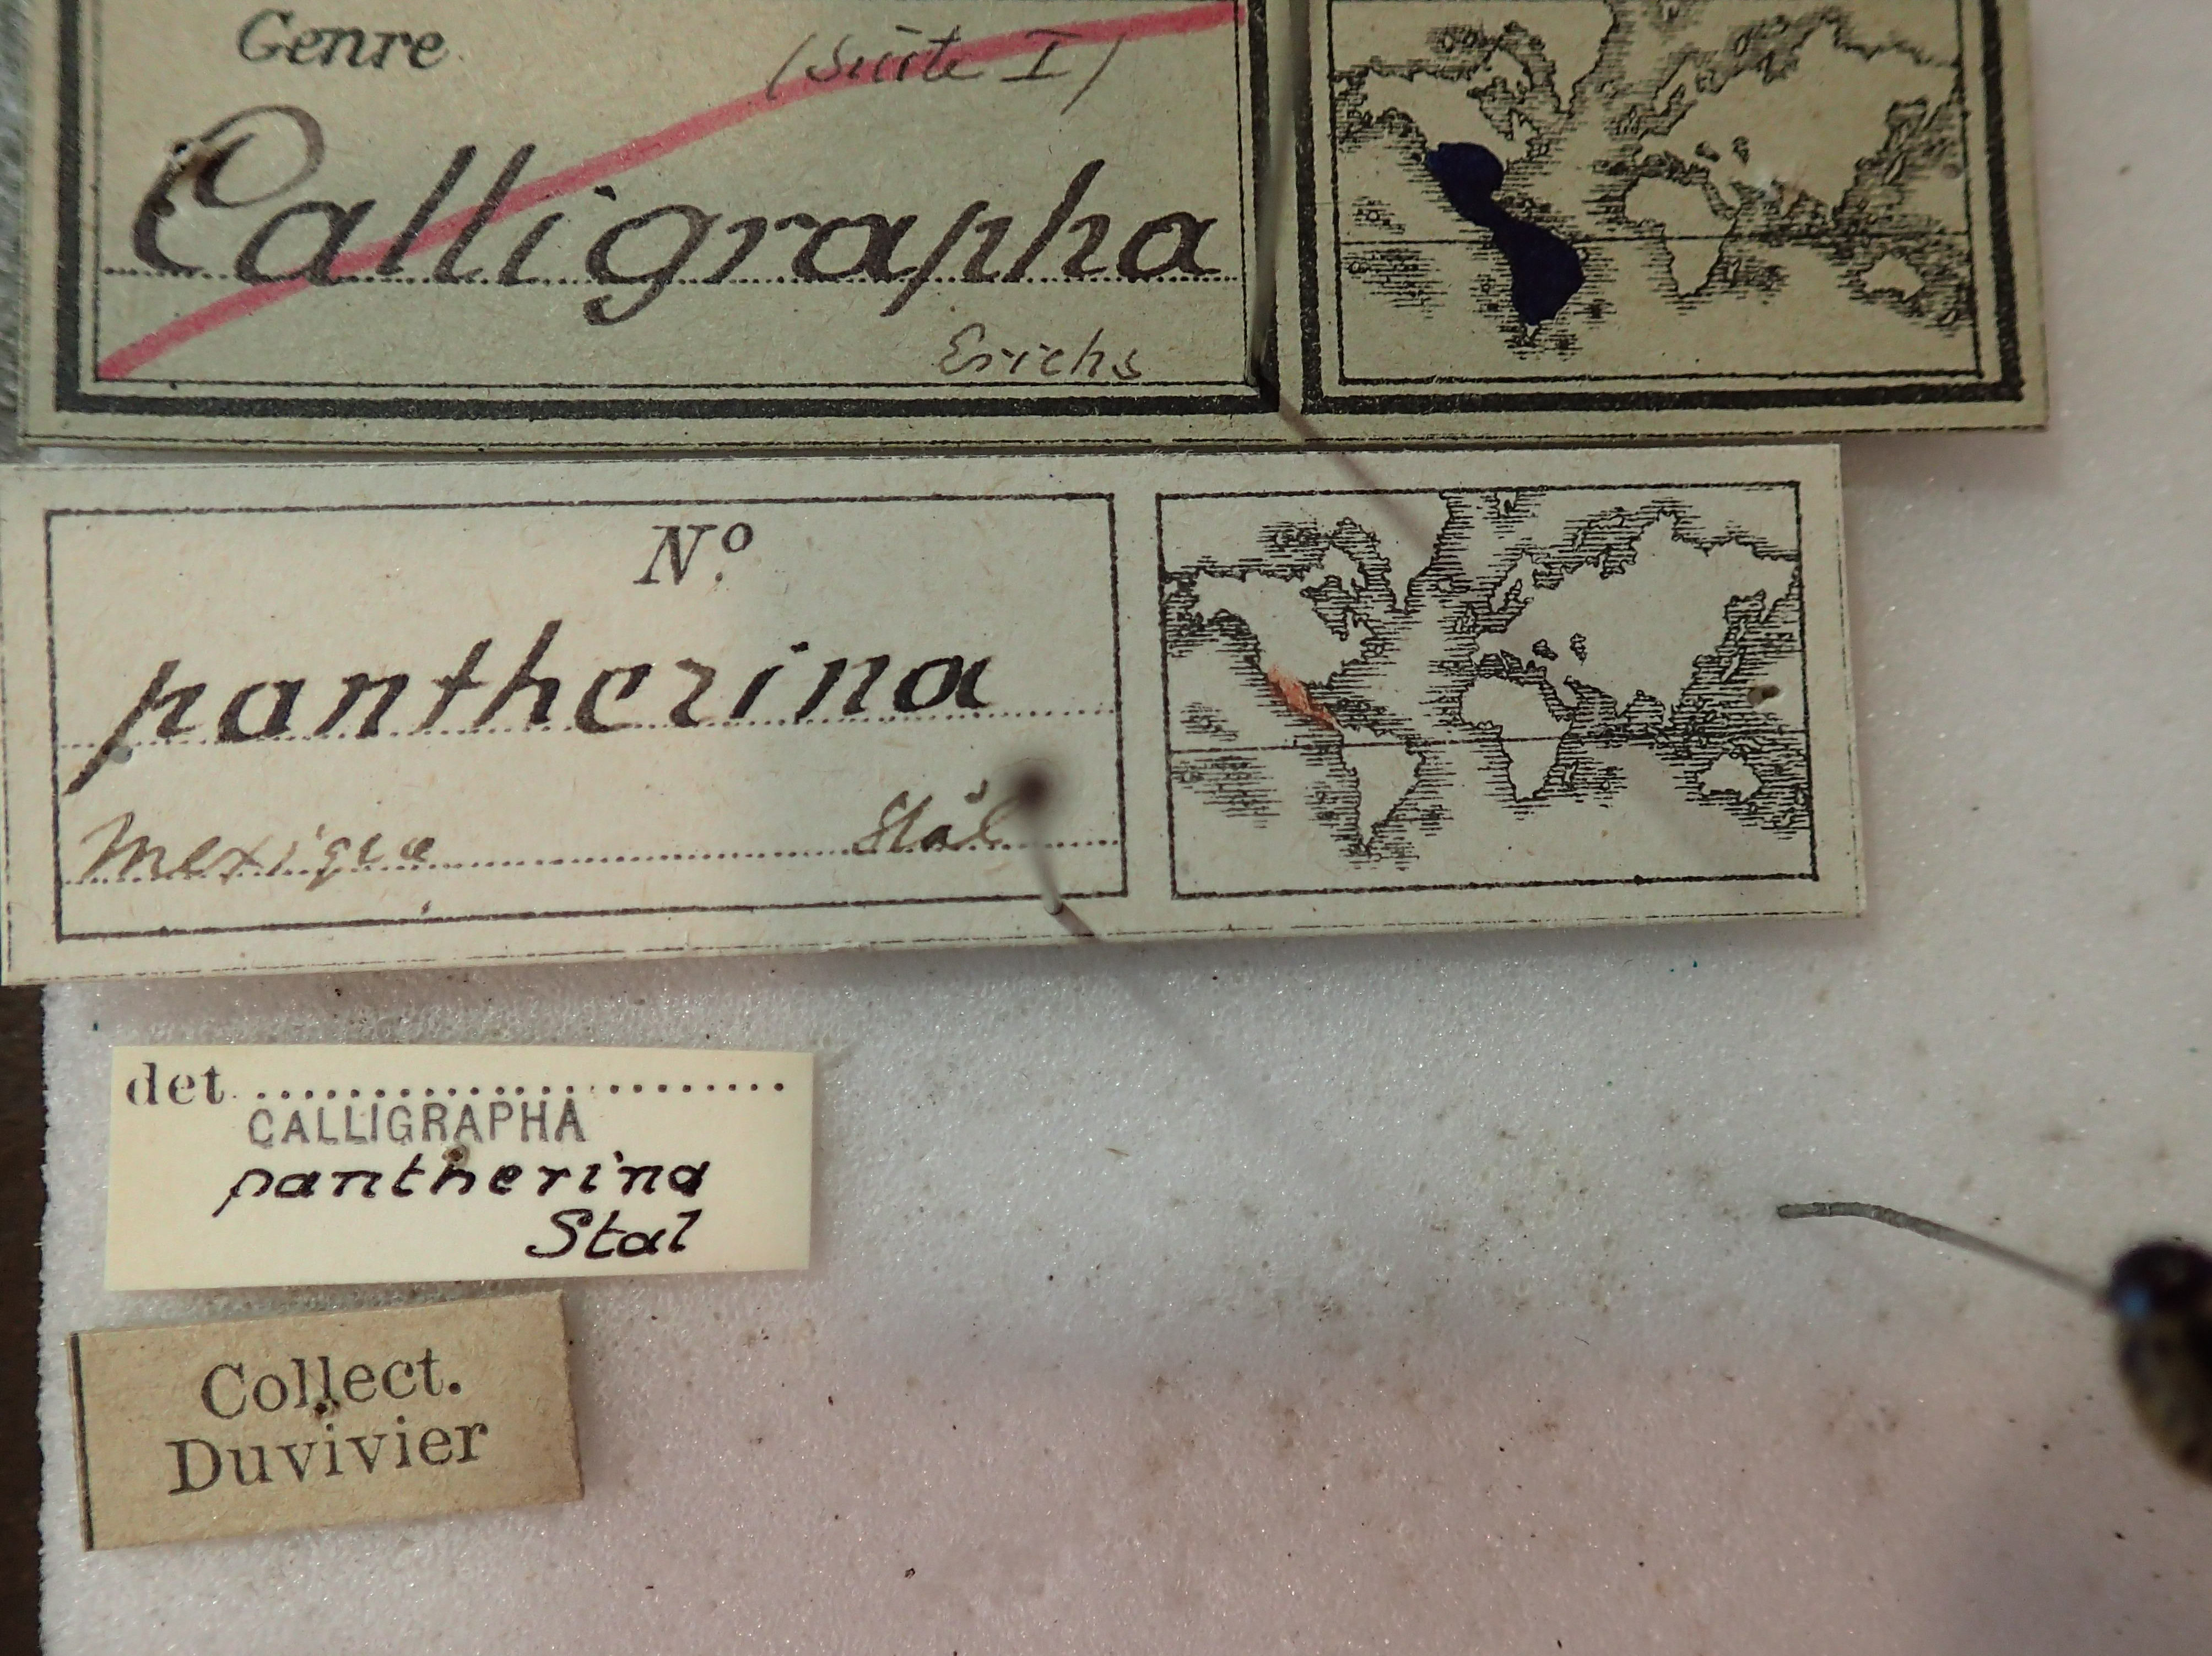 Genre
(Suite I)
Calligrapha
Erichs
Nº
pantherina
Mexique Stål
det.
CALLIGRAPHA
pantherina
Stal
Collect.
Duvivier